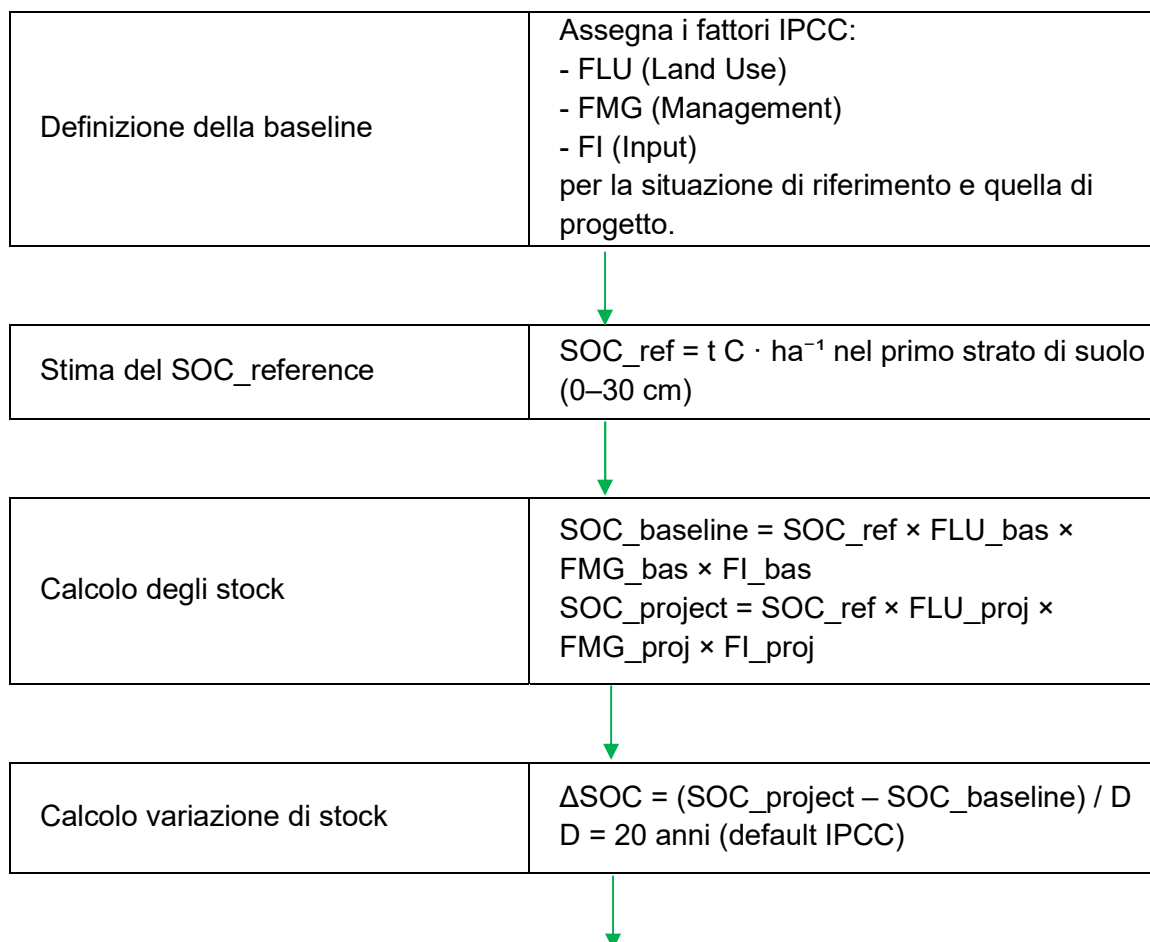 Definizione della baseline
Assegna i fattori IPCC:
- FLU (Land Use)
- FMG (Management)
- FI (Input)
per la situazione di riferimento e quella di
progetto.
Stima del SOC_reference
SOC_ref = t C · ha⁻¹ nel primo strato di suolo
(0–30 cm)
Calcolo degli stock
SOC_baseline = SOC_ref × FLU_bas ×
FMG_bas × FI_bas
SOC_project = SOC_ref × FLU_proj ×
FMG_proj × FI_proj
Calcolo variazione di stock
ΔSOC = (SOC_project – SOC_baseline) / D
D = 20 anni (default IPCC)